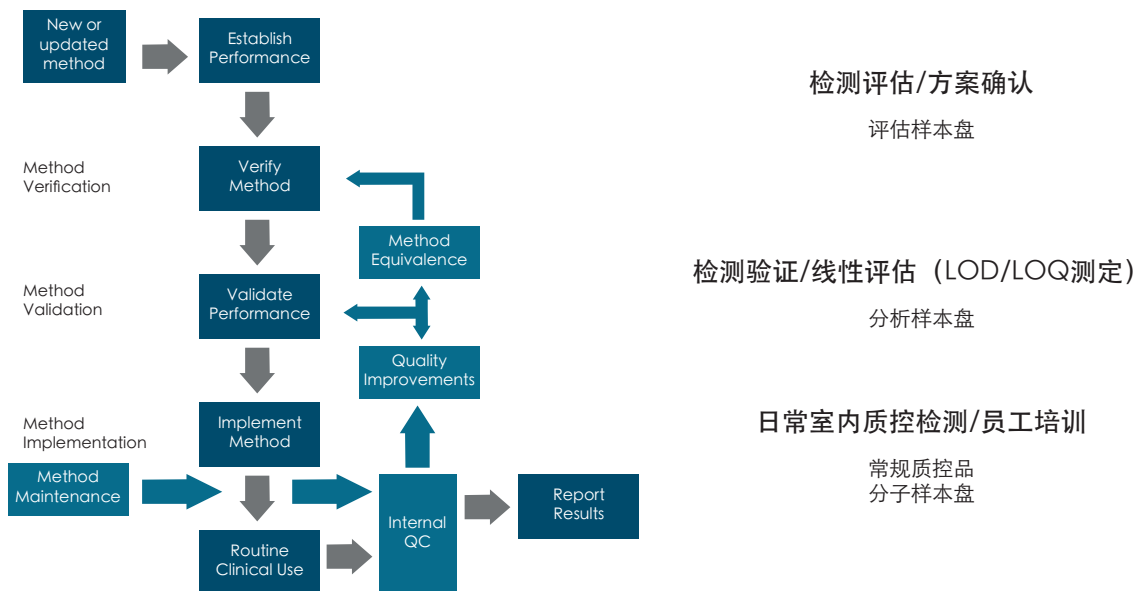 New or
updated
method
Establish
Performance
检测评估/方案确认
评估样本盘
Method
Verification
Verify
Method
Method
Equivalence
检测验证/线性评估（LOD/LOQ测定）
分析样本盘
Method
Validation
Validate
Performance
Quality
Improvements
Method
Implementation
Implement
Method
日常室内质控检测/员工培训
常规质控品
分子样本盘
Method
Maintenance
Internal
QC
Report
Results
Routine
Clinical Use